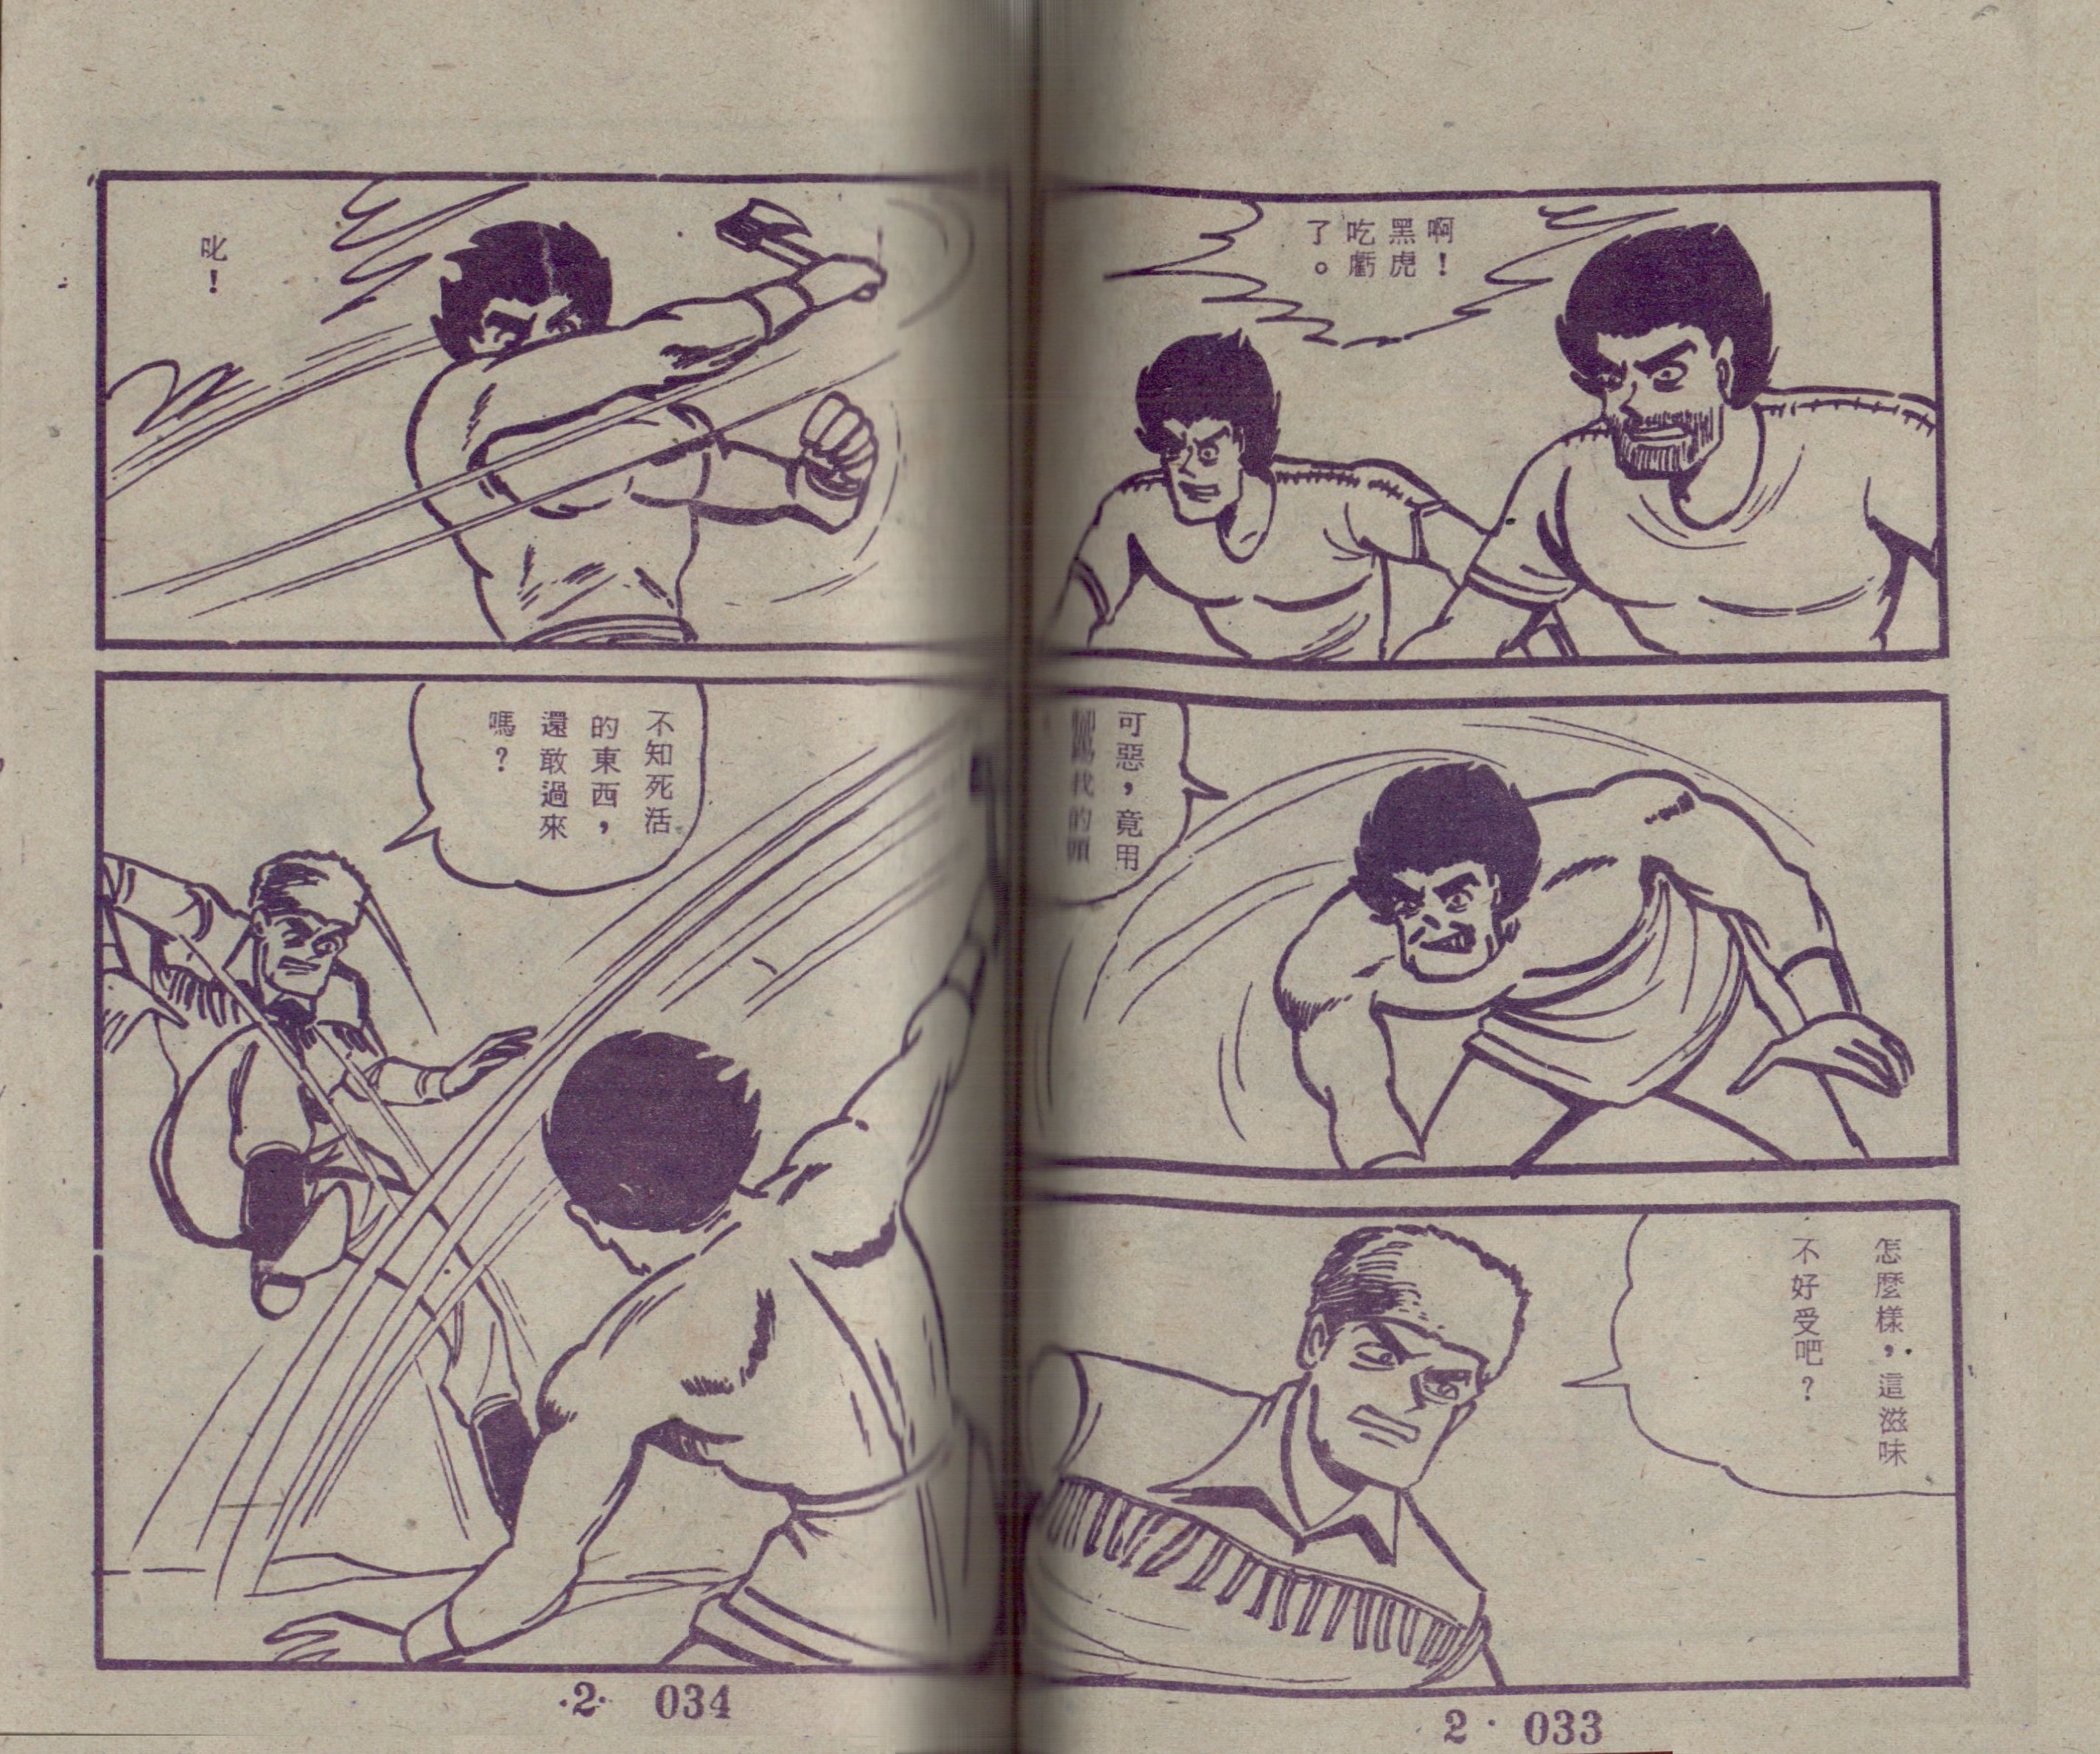 啊！
黑虎
吃虧
了。
可惡，竟用
我的
怎麼樣，這滋味
不好受吧？
2·033
叱！
不知死活
的東西，
還敢過來
嗎？
·2·034